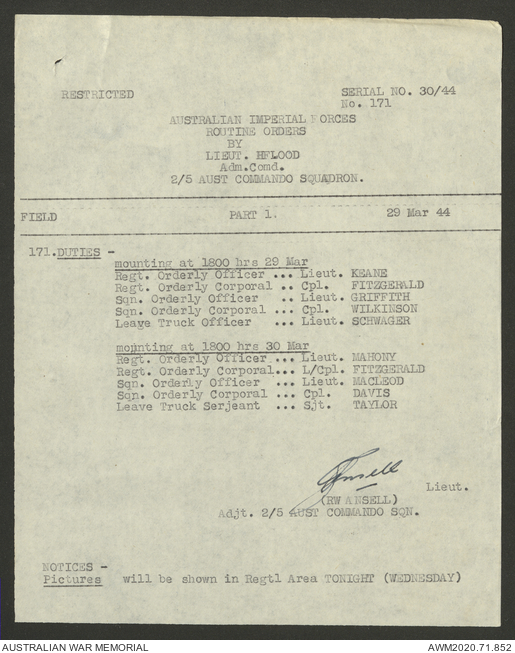 RESTRICTED SERIAL NO. 30/44
No. 171
AUSTRALIAN IMPERIAL FORCES
ROUTINE ORDERS
BY
LIEUT. HFLOOD
Adm.Comd.
2/5 AUST COMMANDO SQUADRON.
FIELD PART 1. 29 Mar 44
171.DUTIES -
mounting at 1800 hrs 29 Mar
Regt. Orderly Officer ... Lieut. KEANE
Regt. Orderly Corporal .. Cpl. FITZGERALD
Sqn. Orderly Officer .. Lieut. GRIFFITH
Sqn. Orderly Corporal ... Cpl. WILKINSON
Leave Truck Officer ... Lieut. SCHWAGER
mounting at 1800 hrs 30 Mar
Regt. Orderly Officer ... Lieut. MAHONY
Regt. Orderly Corporal... L/Cpl. FITZGERALD
Sqn. Orderly Officer ... Lieut. MACLEOD
Sqn. Orderly Corporal ... Cpl. DAVIS
Leave Truck Serjeant ... Sjt. TAYLOR
Ansell Lieut.
(RW ANSELL)
Adjt. 2/5 AUST COMMANDO SQN.
NOTICES -
Pictures will be shown in Regtl Area TONIGHT (WEDNESDAY)
AUSTRALIAN WAR MEMORIAL AWM2020.71.852